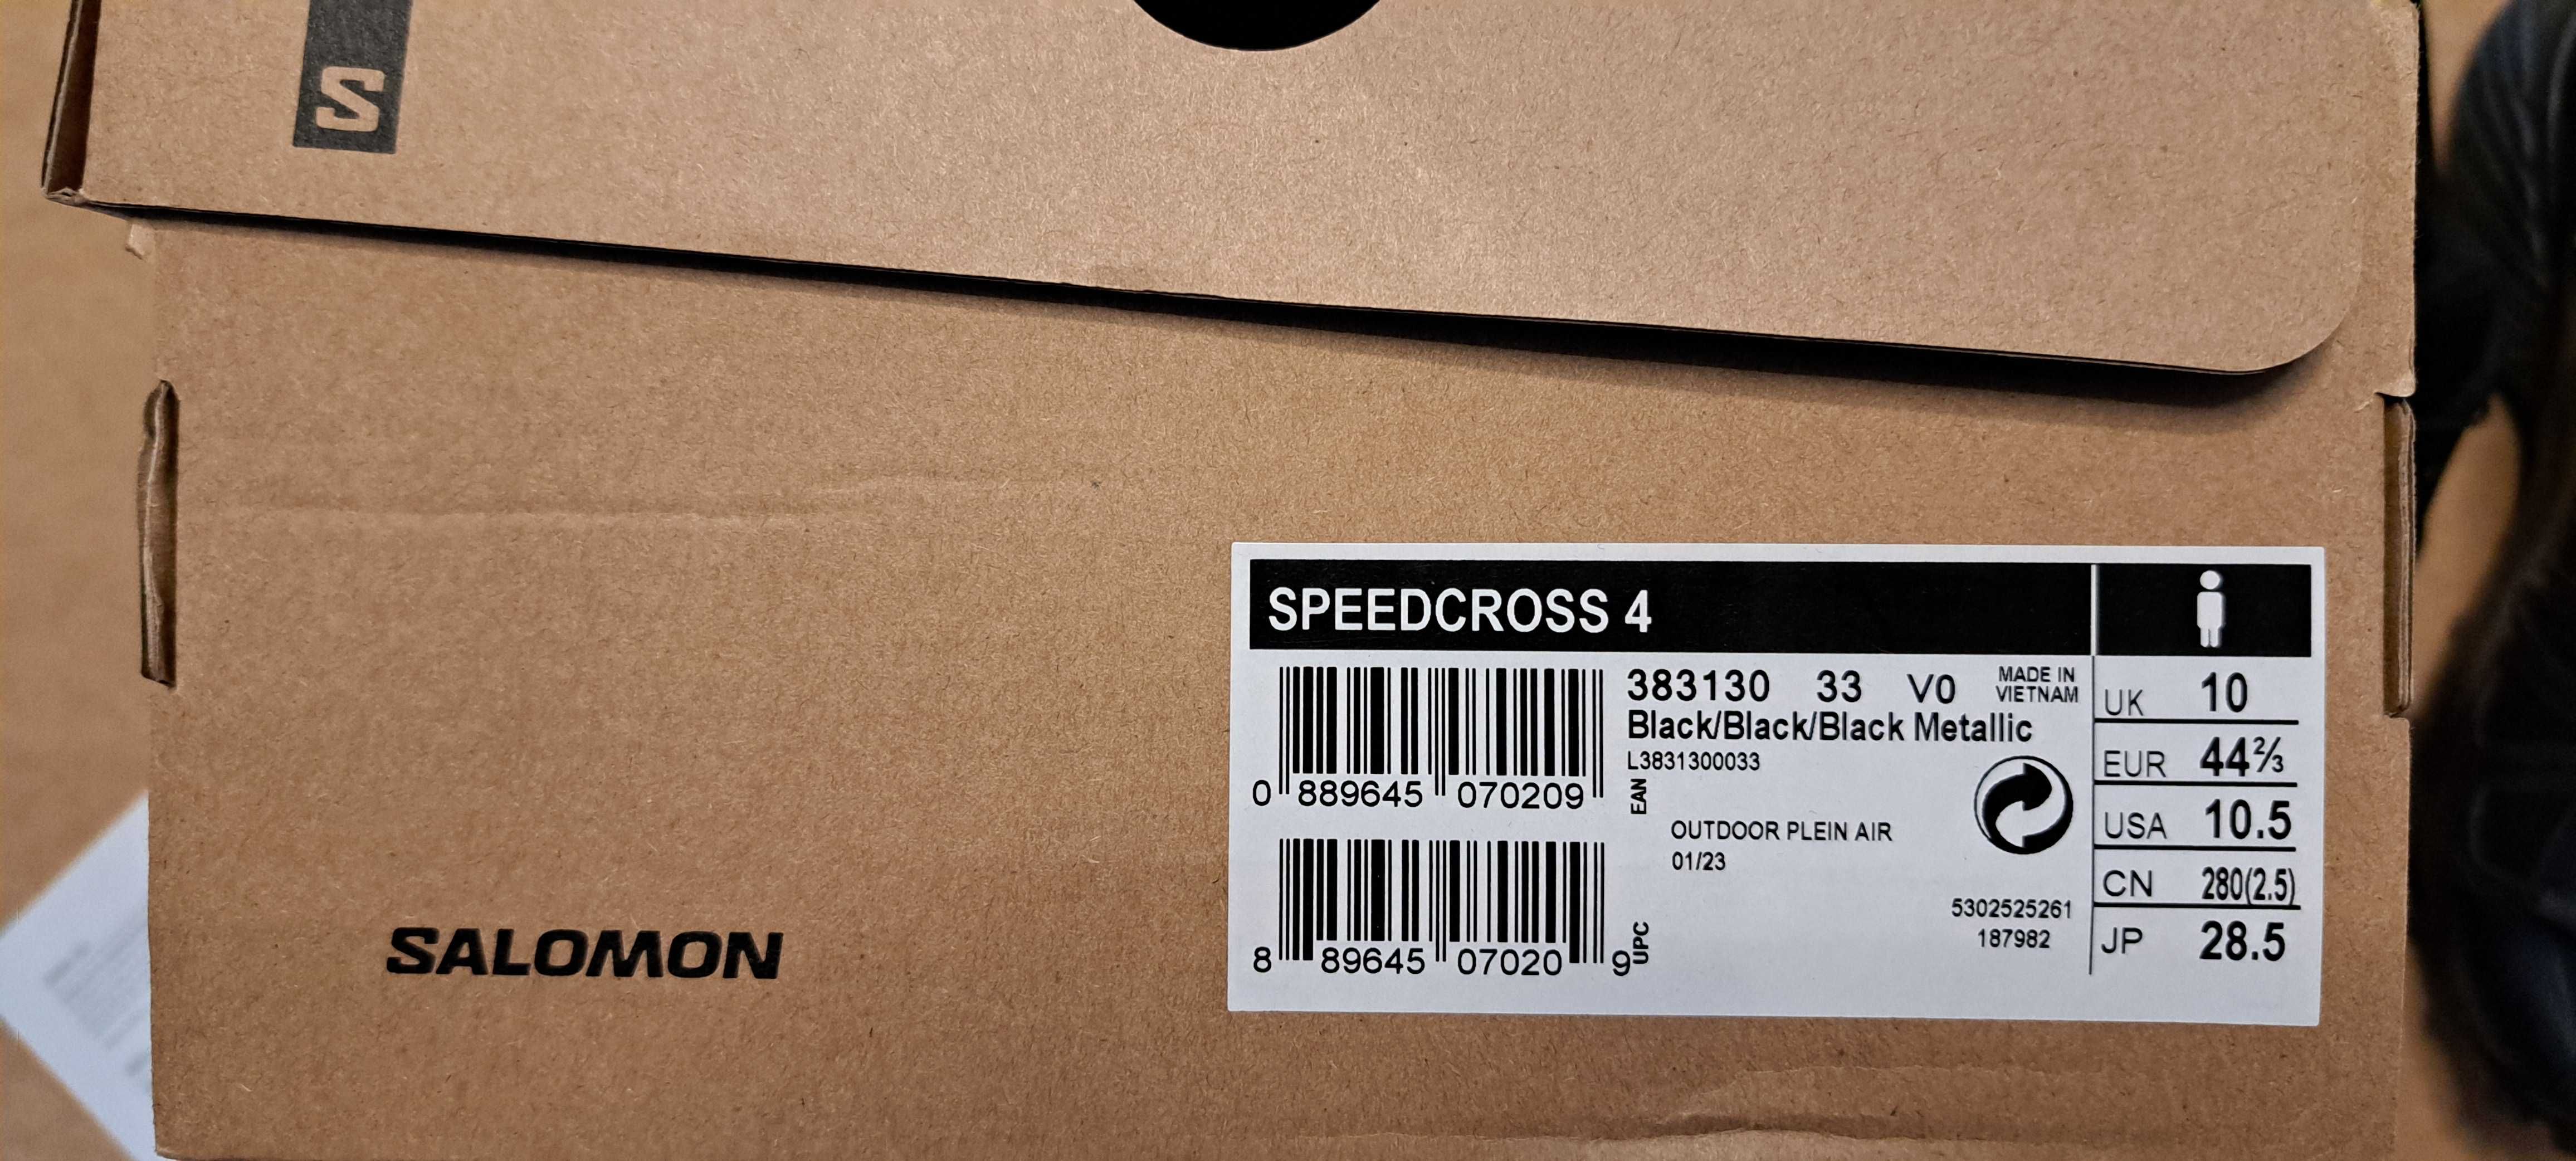 S
SPEEDCROSS 4
383130 33 V0 MADE IN VIETNAM
Black/Black/Black Metallic
L3831300033
0 889645 070209
EAN
OUTDOOR PLEIN AIR
01/23
8 89645 07020 9
UPC
5302525261
187982
UK 10
EUR 44⅔
USA 10.5
CN 280(2.5)
JP 28.5
SALOMON